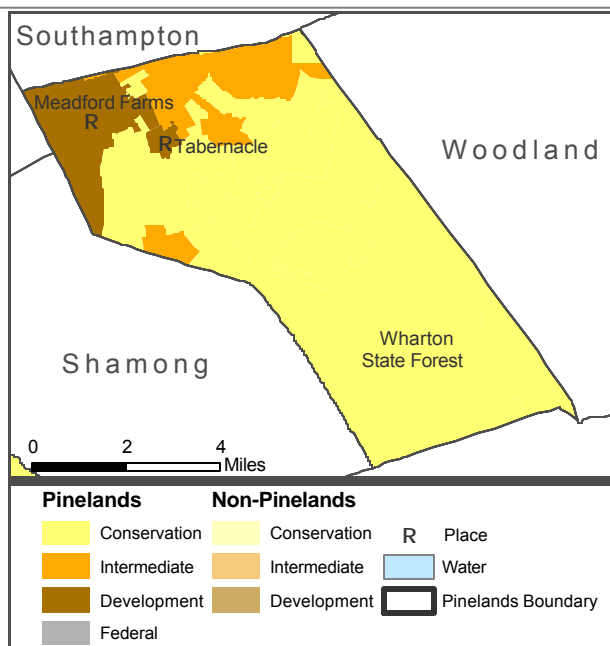 Southampton
Meadford Farms
R
R Tabernacle
Woodland
Wharton
State Forest
Shamong
0 2 4
Miles
Pinelands Non-Pinelands
Conservation Conservation R Place
Intermediate Intermediate Water
Development Development Pinelands Boundary
Federal